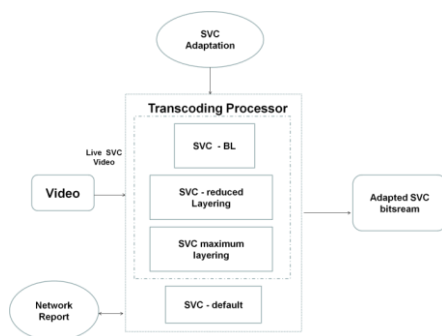 SVC
Adaptation
Transcoding Processor
SVC - BL
Live SVC
Video
SVC - reduced
Layering
Video
Adapted SVC
bitsream
SVC maximum
layering
SVC - default
Network
Report